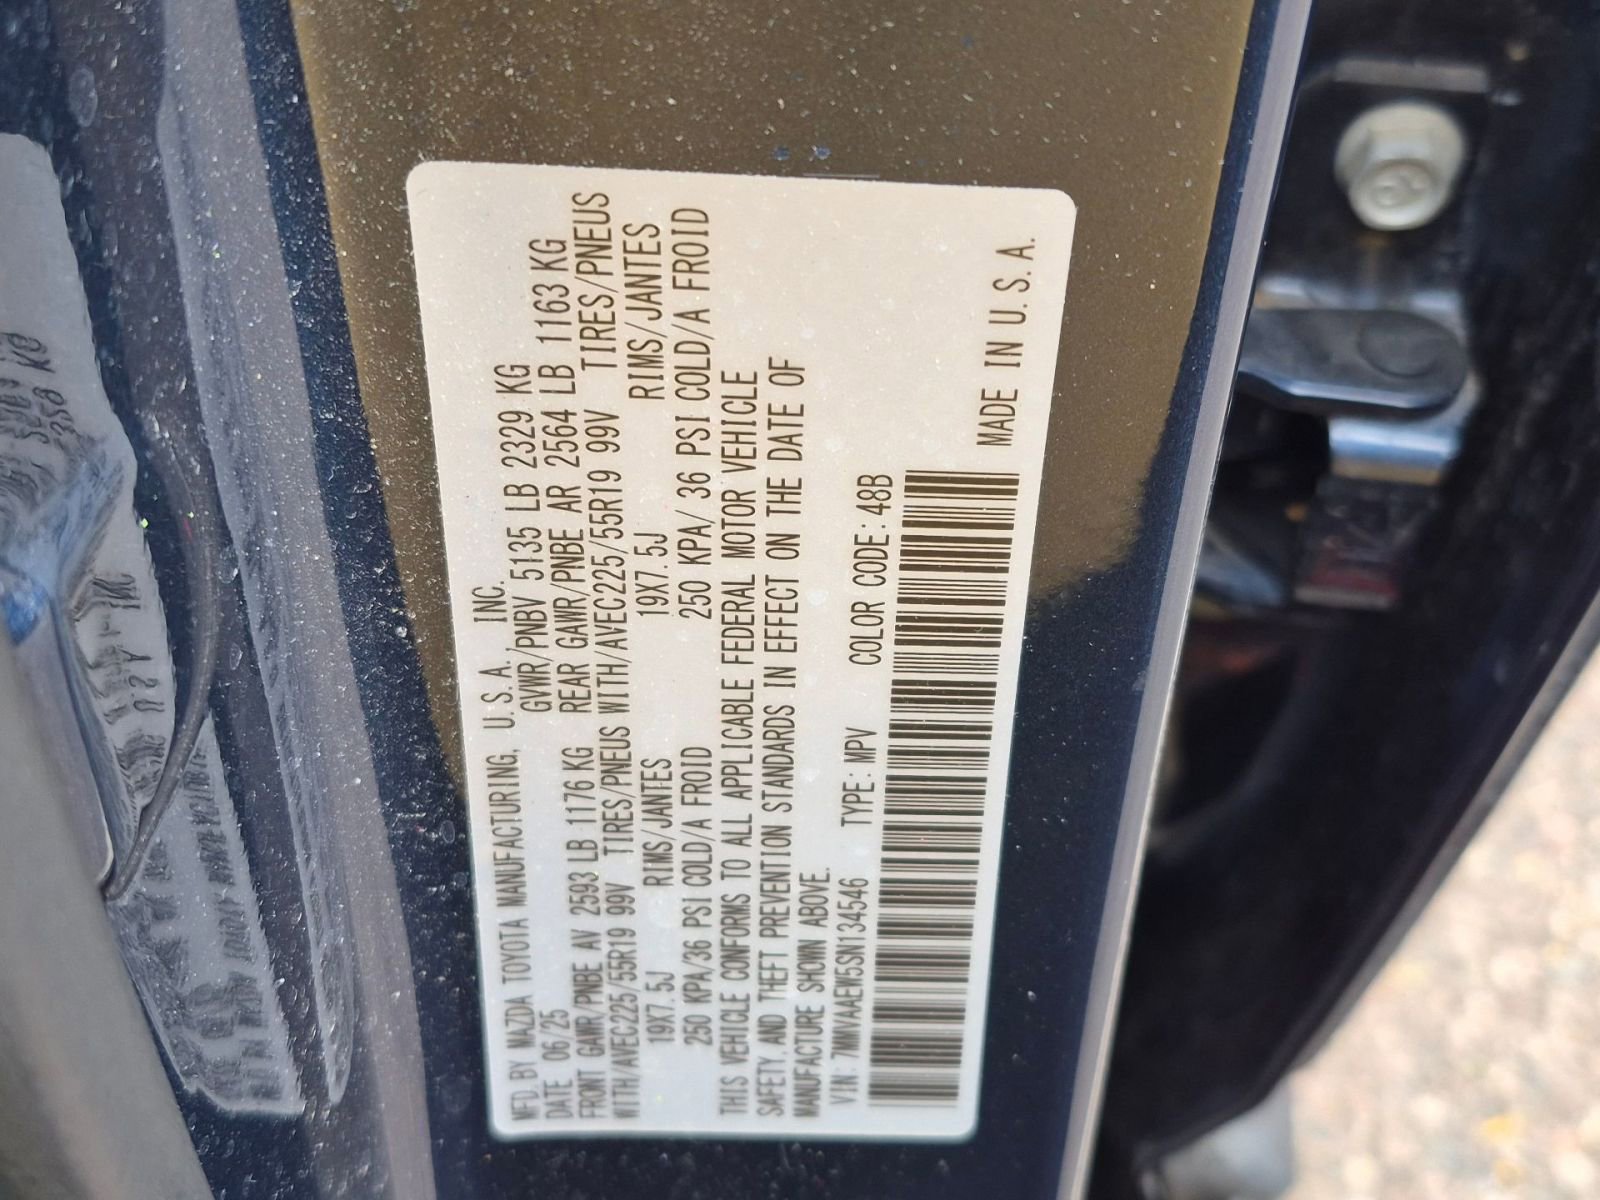 MFD. BY MAZDA TOYOTA MANUFACTURING, U.S.A., INC.
DATE 06/25 GVWR/PNBV 5135 LB 2329 KG
FRONT GAWR/PNBE AV 2593 LB 1176 KG REAR GAWR/PNBE AR 2564 LB 1163 KG
WITH/AVEC225/55R19 99V TIRES/PNEUS WITH/AVEC225/55R19 99V TIRES/PNEUS
19X7.5J RIMS/JANTES 19X7.5J RIMS/JANTES
250 KPA/36 PSI COLD/A FROID 250 KPA/ 36 PSI COLD/A FROID
THIS VEHICLE CONFORMS TO ALL APPLICABLE FEDERAL MOTOR VEHICLE
SAFETY, AND THEFT PREVENTION STANDARDS IN EFFECT ON THE DATE OF
MANUFACTURE SHOWN ABOVE.
VIN: 7MMVAAEW5SN134546 TYPE: MPV COLOR CODE: 48B
MADE IN U.S.A.